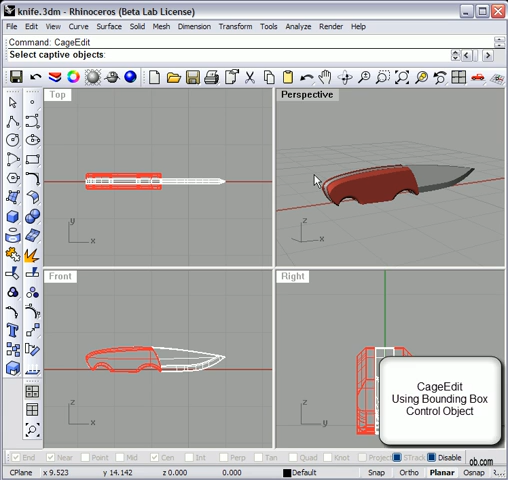 knife.3dm - Rhinoceros (Beta Lab License)
File Edit View Curve Surface Solid Mesh Dimension Transform Tools Analyze Render Help
Command: CageEdit
Select captive objects:
Top
Perspective
y
x
z
x
Front
Right
z
x
z
y
CageEdit
Using Bounding Box
Control Object
End Near Point Mid Cen Int Perp Tan Quad Knot Project STrack Disable
ob.com
CPlane x 9.523 y 14.142 z 0.000 0.000 Default Snap Ortho Planar Osnap